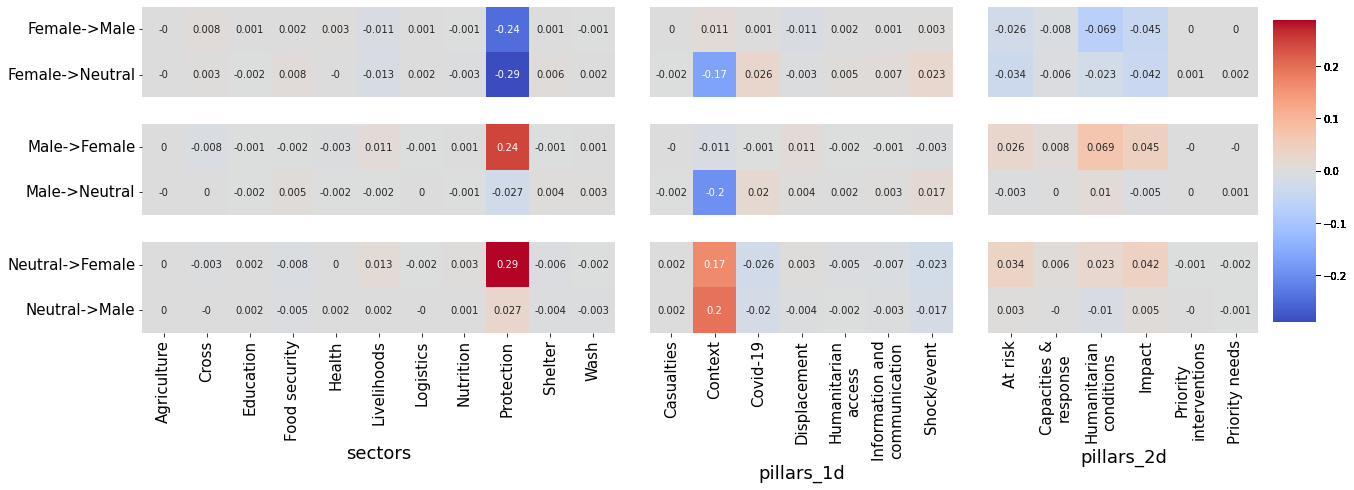 Female->Male -0 0.008 0.001 0.002 0.003 -0.011 0.001 -0.001 -0.24 0.001 -0.001 0 0.011 0.001 -0.011 0.002 0.001 0.003 -0.026 -0.008 -0.069 -0.045 0 0
Female->Neutral -0 0.003 -0.002 0.008 -0 -0.013 0.002 -0.003 -0.29 0.006 0.002 -0.002 -0.17 0.026 -0.003 0.005 0.007 0.023 -0.034 -0.006 -0.023 -0.042 0.001 0.002
Male->Female 0 -0.008 -0.001 -0.002 -0.003 0.011 -0.001 0.001 0.24 -0.001 0.001 -0 -0.011 -0.001 0.011 -0.002 -0.001 -0.003 0.026 0.008 0.069 0.045 -0 -0
Male->Neutral -0 0 -0.002 0.005 -0.002 -0.002 0 -0.001 -0.027 0.004 0.003 -0.002 -0.2 0.02 0.004 0.002 0.003 0.017 -0.003 0 0.01 -0.005 0 0.001
Neutral->Female 0 -0.003 0.002 -0.008 0 0.013 -0.002 0.003 0.29 -0.006 -0.002 0.002 0.17 -0.026 0.003 -0.005 -0.007 -0.023 0.034 0.006 0.023 0.042 -0.001 -0.002
Neutral->Male 0 -0 0.002 -0.005 0.002 0.002 -0 0.001 0.027 -0.004 -0.003 0.002 0.2 -0.02 -0.004 -0.002 -0.003 -0.017 0.003 -0 -0.01 0.005 -0 -0.001
0.2
0.1
0.0
-0.1
-0.2
Agriculture
Cross
Education
Food security
Health
Livelihoods
Logistics
Nutrition
Protection
Shelter
Wash
sectors
Casualties
Context
Covid-19
Displacement
Humanitarian
access
Information and
communication
Shock/event
pillars_1d
At risk
Capacities &
response
Humanitarian
conditions
Impact
Priority
interventions
Priority needs
pillars_2d